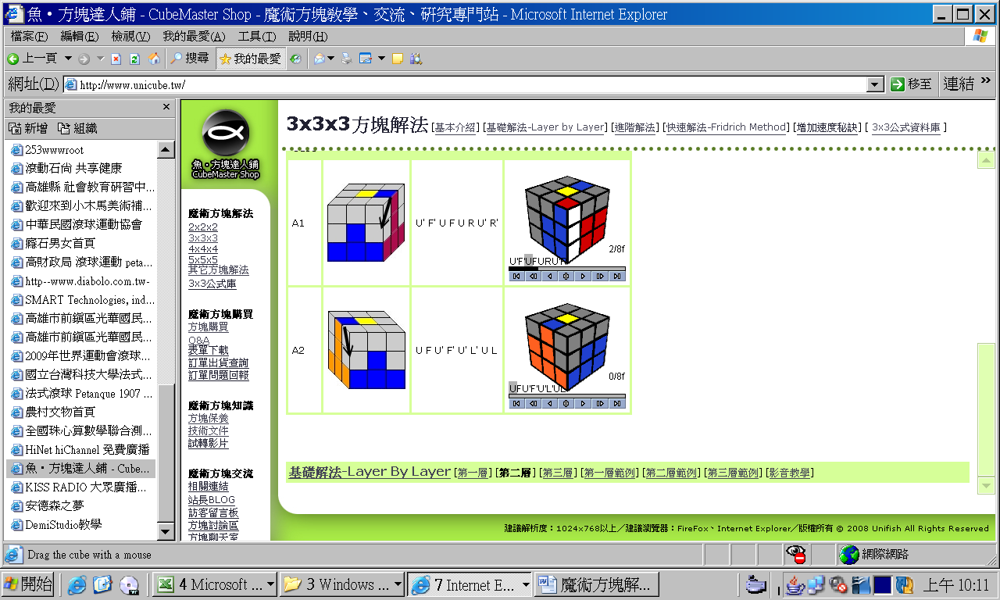 魚‧方塊達人鋪 - CubeMaster Shop - 魔術方塊教學、交流、研究專門站 - Microsoft Internet Explorer
檔案(F) 編輯(E) 檢視(V) 我的最愛(A) 工具(T) 說明(H)
上一頁 搜尋 我的最愛
網址(D) http://www.unicube.tw/ 移至 連結 »
我的最愛 ×
新增 組織
253wwwroot
滾動石尚 共享健康
高雄縣 社會教育研習中...
歡迎來到小木馬美術補...
中華民國滾球運動協會
癮石男女首頁
高財政局 滾球運動 peta...
http--www.diabolo.com.tw-
SMART Technologies, ind...
高雄市前鎮區光華國民...
高雄市前鎮區光華國民...
2009年世界運動會滾球...
國立台灣科技大學法式...
法式滾球 Petanque 1907 ...
農村文物首頁
全國珠心算數學聯合測...
HiNet hiChannel 免費廣播
魚‧方塊達人鋪 - Cube...
KISS RADIO 大眾廣播...
安德森之夢
DemiStudio教學
魚‧方塊達人鋪
CubeMaster Shop
魔術方塊解法
2x2x2
3x3x3
4x4x4
5x5x5
其它方塊解法
3x3公式庫
魔術方塊購買
方塊購買
Q&A
表單下載
訂單出貨查詢
訂單問題回報
魔術方塊知識
方塊保養
技術文件
試轉影片
魔術方塊交流
相關連結
站長BLOG
訪客留言板
方塊討論區
方塊聊天室
3x3x3方塊解法 [基本介紹] [基礎解法-Layer by Layer] [進階解法] [快速解法-Fridrich Method] [增加速度秘訣] [ 3x3公式資料庫 ]
A1 U' F' U F U R U' R'
2/8f
U'F'UFURU'R'
A2 U F U' F' U' L' U L
0/8f
UFU'F'U'L'UL
基礎解法-Layer By Layer [第一層] [第二層] [第三層] [第一層範例] [第二層範例] [第三層範例] [影音教學]
建議解析度：1024x768以上／建議瀏覽器：FireFox、Internet Explorer／版權所有 © 2008 Unifish All Rights Reserved
Drag the cube with a mouse 網際網路
開始 4 Microsoft ... 3 Windows ... 7 Internet E... 魔術方塊解... 上午 10:11